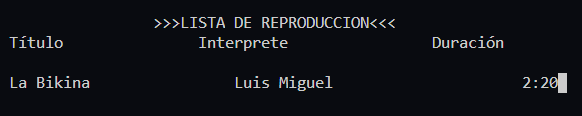 >>>LISTA DE REPRODUCCION<<<
Título Interprete Duración
La Bikina Luis Miguel 2:20